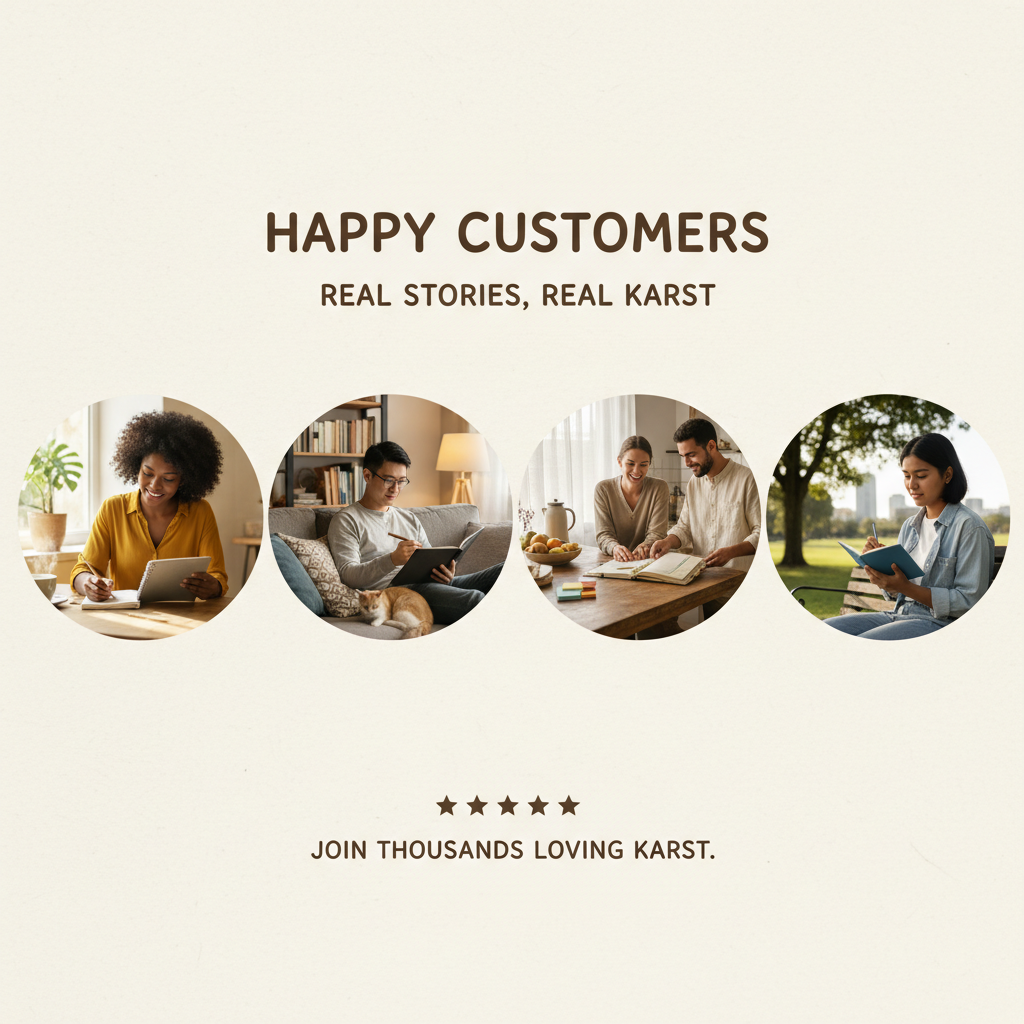 HAPPY CUSTOMERS
REAL STORIES, REAL KARST
JOIN THOUSANDS LOVING KARST.